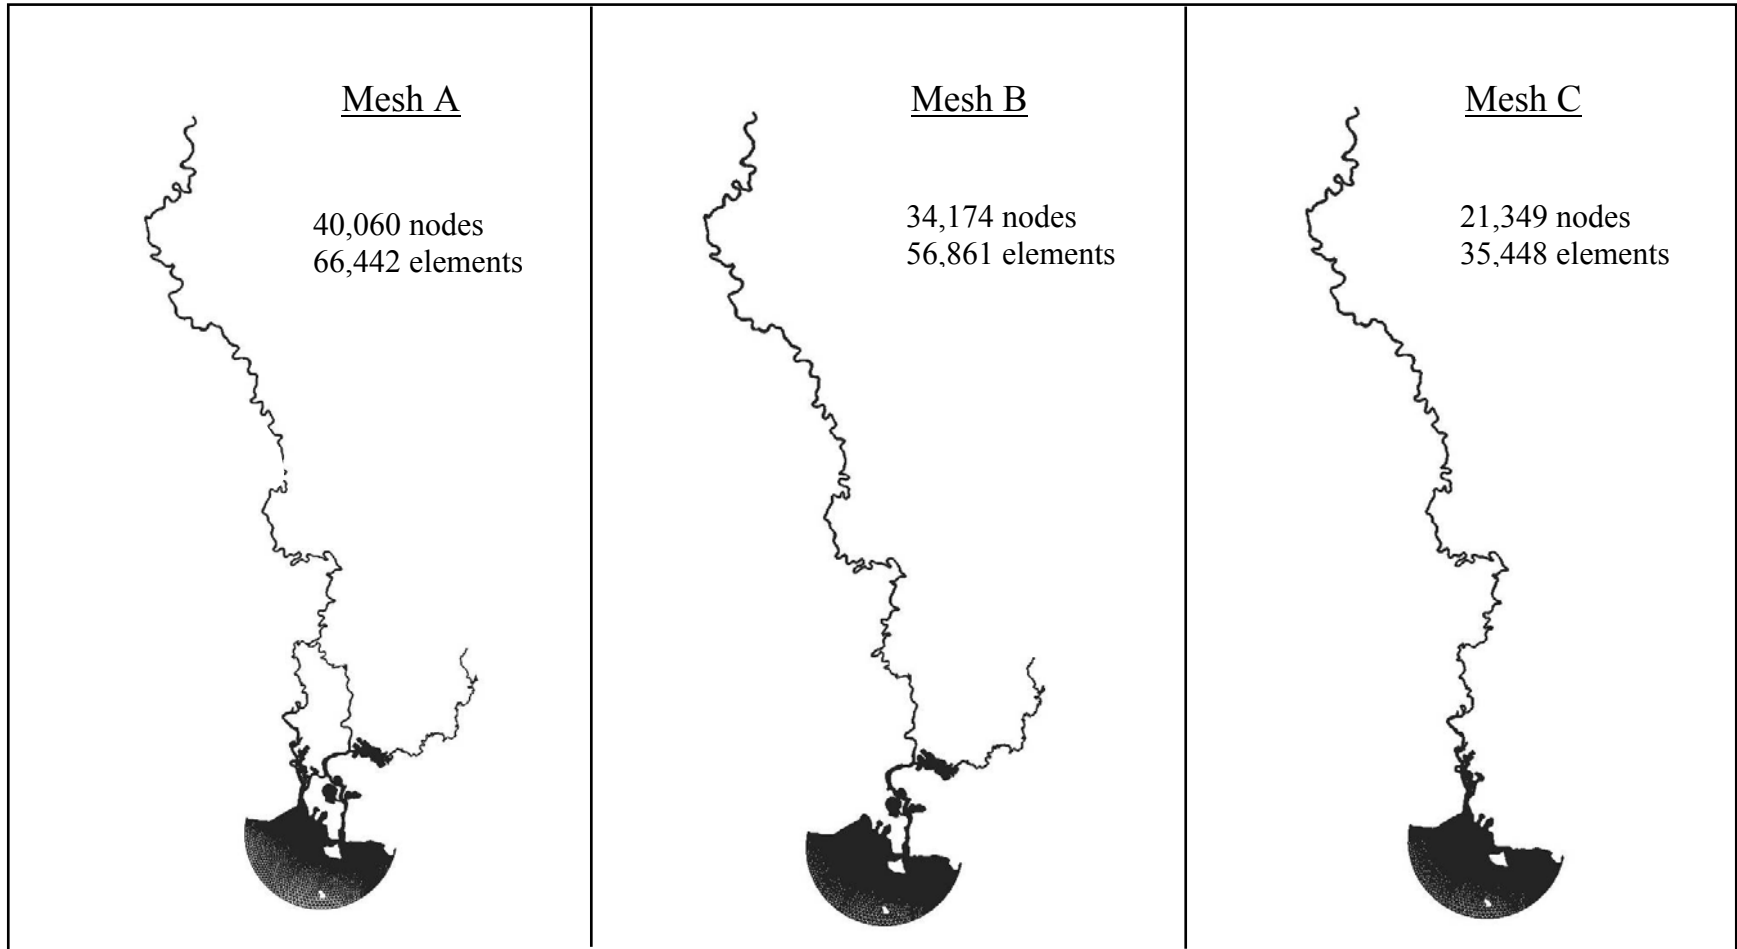 Mesh A
40,060 nodes
66,442 elements
Mesh B
34,174 nodes
56,861 elements
Mesh C
21,349 nodes
35,448 elements